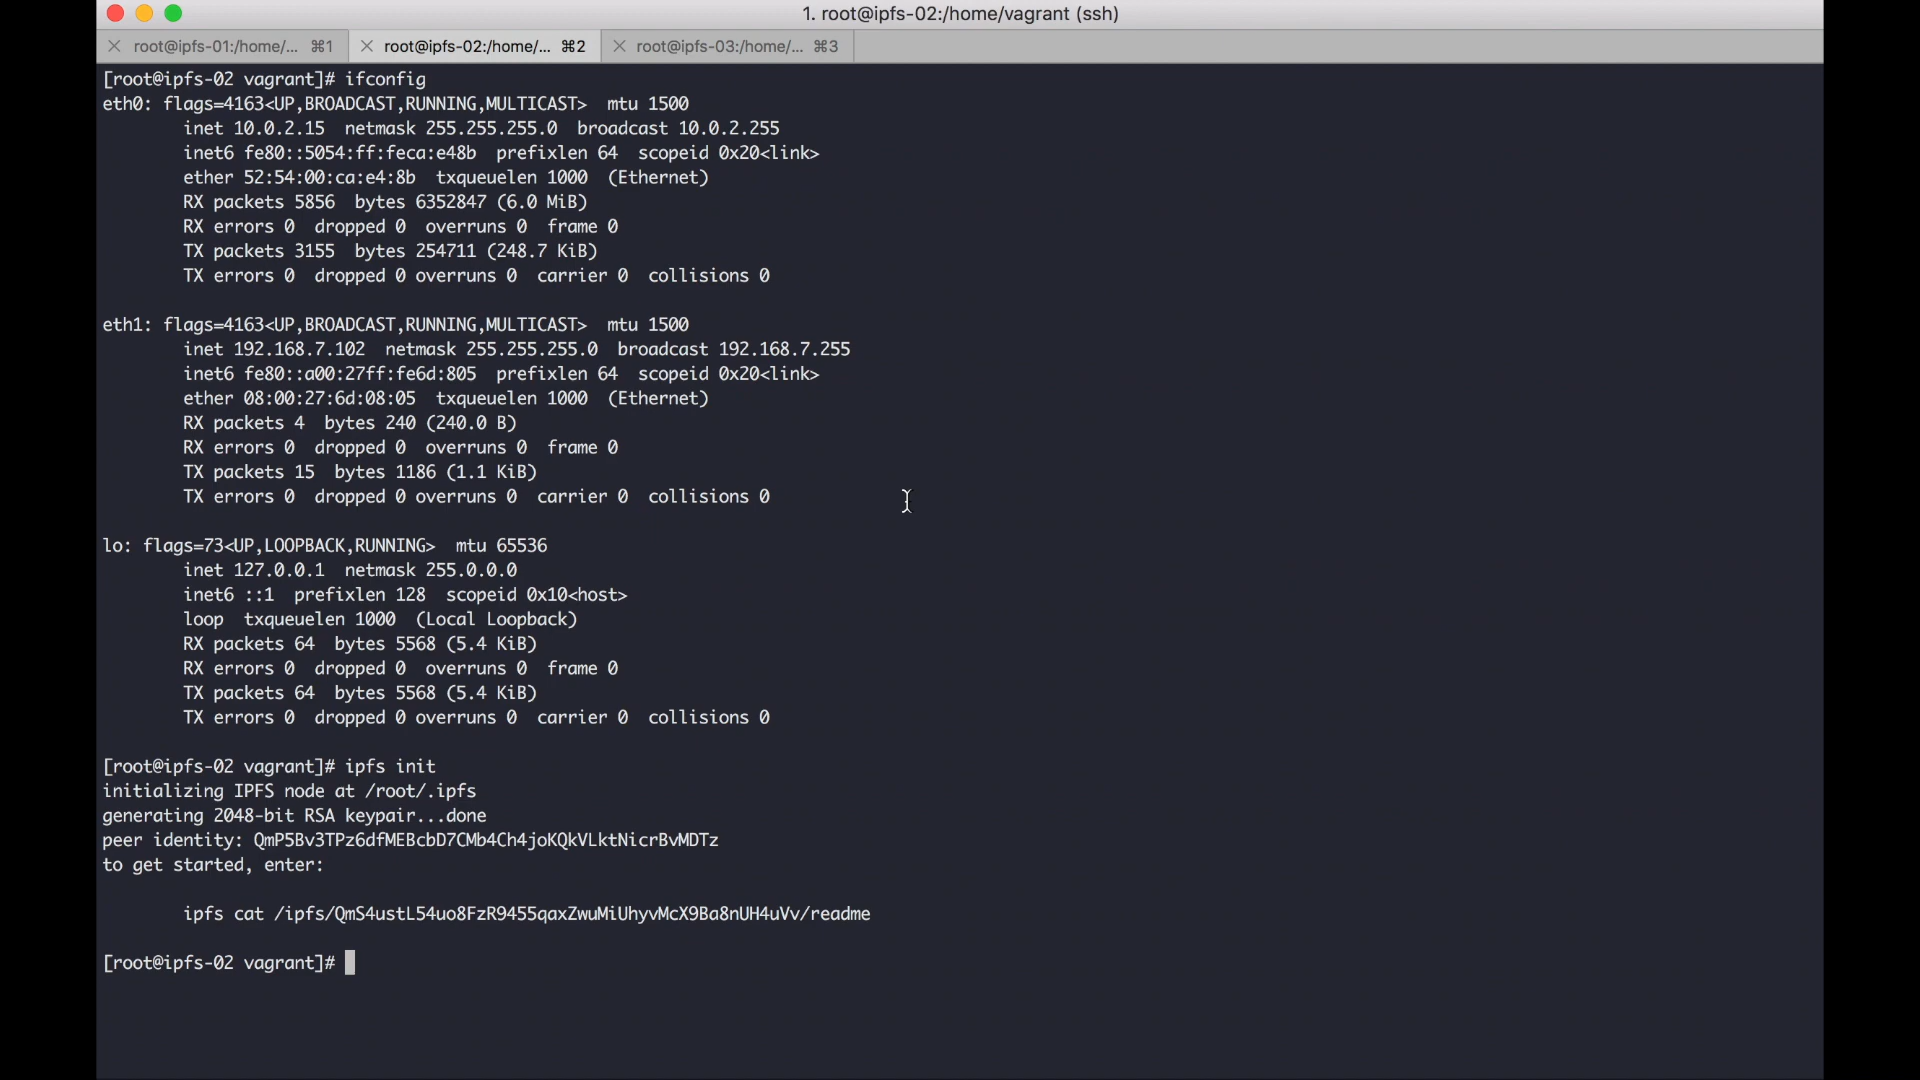 1. root@ipfs-02:/home/vagrant (ssh)
root@ipfs-01:/home/... ⌘1 root@ipfs-02:/home/... ⌘2 root@ipfs-03:/home/... ⌘3
[root@ipfs-02 vagrant]# ifconfig
eth0: flags=4163<UP,BROADCAST,RUNNING,MULTICAST>  mtu 1500
        inet 10.0.2.15  netmask 255.255.255.0  broadcast 10.0.2.255
        inet6 fe80::5054:ff:feca:e48b  prefixlen 64  scopeid 0x20<link>
        ether 52:54:00:ca:e4:8b  txqueuelen 1000  (Ethernet)
        RX packets 5856  bytes 6352847 (6.0 MiB)
        RX errors 0  dropped 0  overruns 0  frame 0
        TX packets 3155  bytes 254711 (248.7 KiB)
        TX errors 0  dropped 0 overruns 0  carrier 0  collisions 0
eth1: flags=4163<UP,BROADCAST,RUNNING,MULTICAST>  mtu 1500
        inet 192.168.7.102  netmask 255.255.255.0  broadcast 192.168.7.255
        inet6 fe80::a00:27ff:fe6d:805  prefixlen 64  scopeid 0x20<link>
        ether 08:00:27:6d:08:05  txqueuelen 1000  (Ethernet)
        RX packets 4  bytes 240 (240.0 B)
        RX errors 0  dropped 0  overruns 0  frame 0
        TX packets 15  bytes 1186 (1.1 KiB)
        TX errors 0  dropped 0 overruns 0  carrier 0  collisions 0
lo: flags=73<UP,LOOPBACK,RUNNING>  mtu 65536
        inet 127.0.0.1  netmask 255.0.0.0
        inet6 ::1  prefixlen 128  scopeid 0x10<host>
        loop  txqueuelen 1000  (Local Loopback)
        RX packets 64  bytes 5568 (5.4 KiB)
        RX errors 0  dropped 0  overruns 0  frame 0
        TX packets 64  bytes 5568 (5.4 KiB)
        TX errors 0  dropped 0 overruns 0  carrier 0  collisions 0
[root@ipfs-02 vagrant]# ipfs init
initializing IPFS node at /root/.ipfs
generating 2048-bit RSA keypair...done
peer identity: QmP5Bv3TPz6dfMEBcbD7CMb4Ch4joKQkVLktNicrBvMDTz
to get started, enter:
        ipfs cat /ipfs/QmS4ustL54uo8FzR9455qaxZwuMiUhyvMcX9Ba8nUH4uVv/readme
[root@ipfs-02 vagrant]#